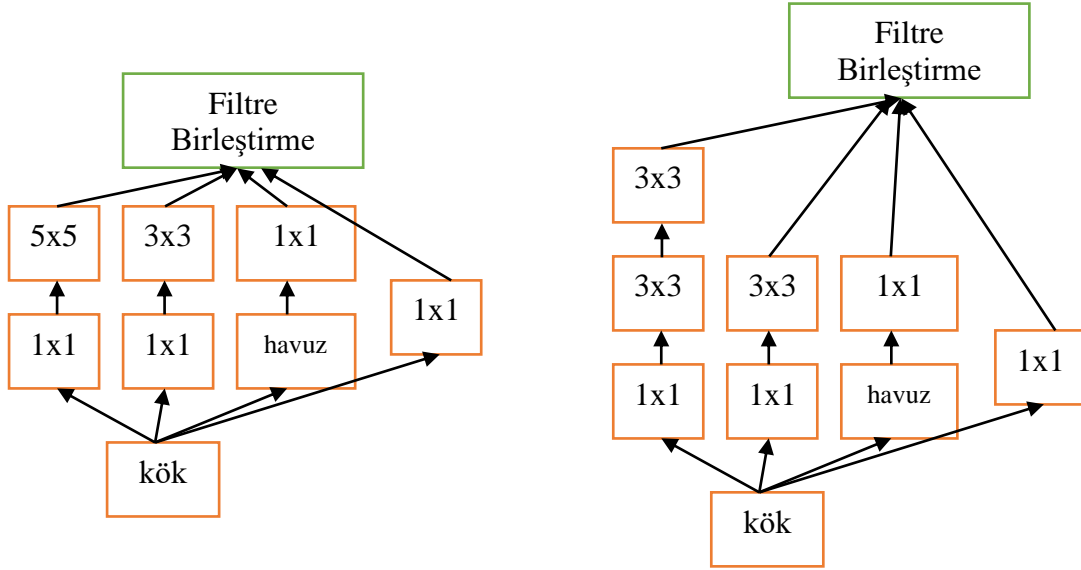 Filtre
Birleştirme
5x5
3x3
1x1
1x1
1x1
1x1
havuz
kök
Filtre
Birleştirme
3x3
3x3
3x3
1x1
1x1
1x1
1x1
havuz
kök